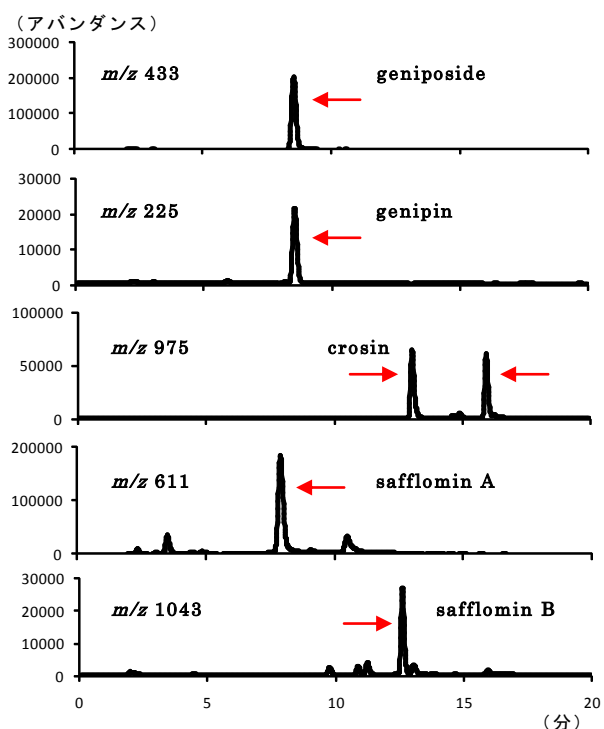 （アバンダンス）
300000
200000
100000
0
m/z 433
geniposide
30000
20000
10000
0
m/z 225
genipin
100000
50000
0
m/z 975
crosin
200000
100000
0
m/z 611
safflomin A
30000
20000
10000
0
m/z 1043
safflomin B
0 5 10 15 20
（分）